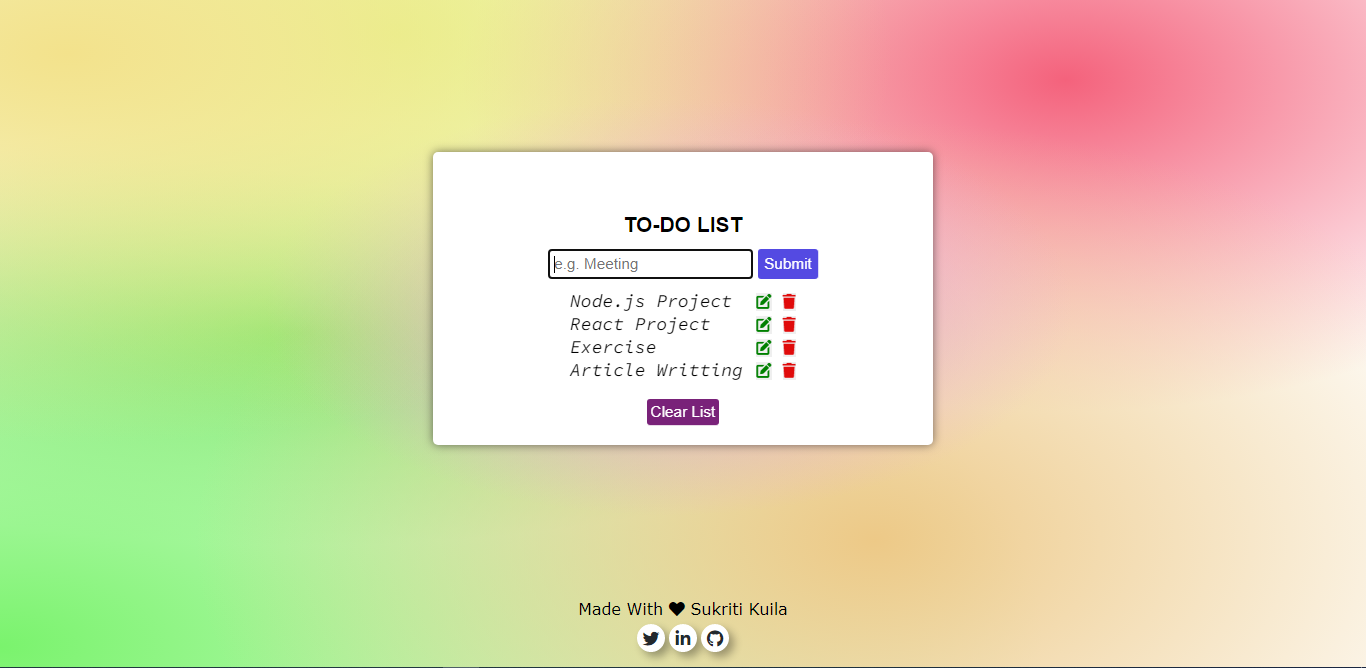 TO-DO LIST
e.g. Meeting Submit
Node.js Project
React Project
Exercise
Article Writting
Clear List
Made With ♥ Sukriti Kuila